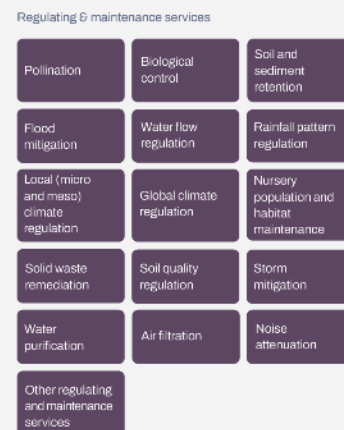 Regulating & maintenance services
Pollination
Biological
control
Soil and
sediment
retention
Flood
mitigation
Water flow
regulation
Rainfall pattern
regulation
Local (micro
and meso)
climate
regulation
Global climate
regulation
Nursery
population and
habitat
maintenance
Solid waste
remediation
Soil quality
regulation
Storm
mitigation
Water
purification
Air filtration
Noise
attenuation
Other regulating
and maintenance
services